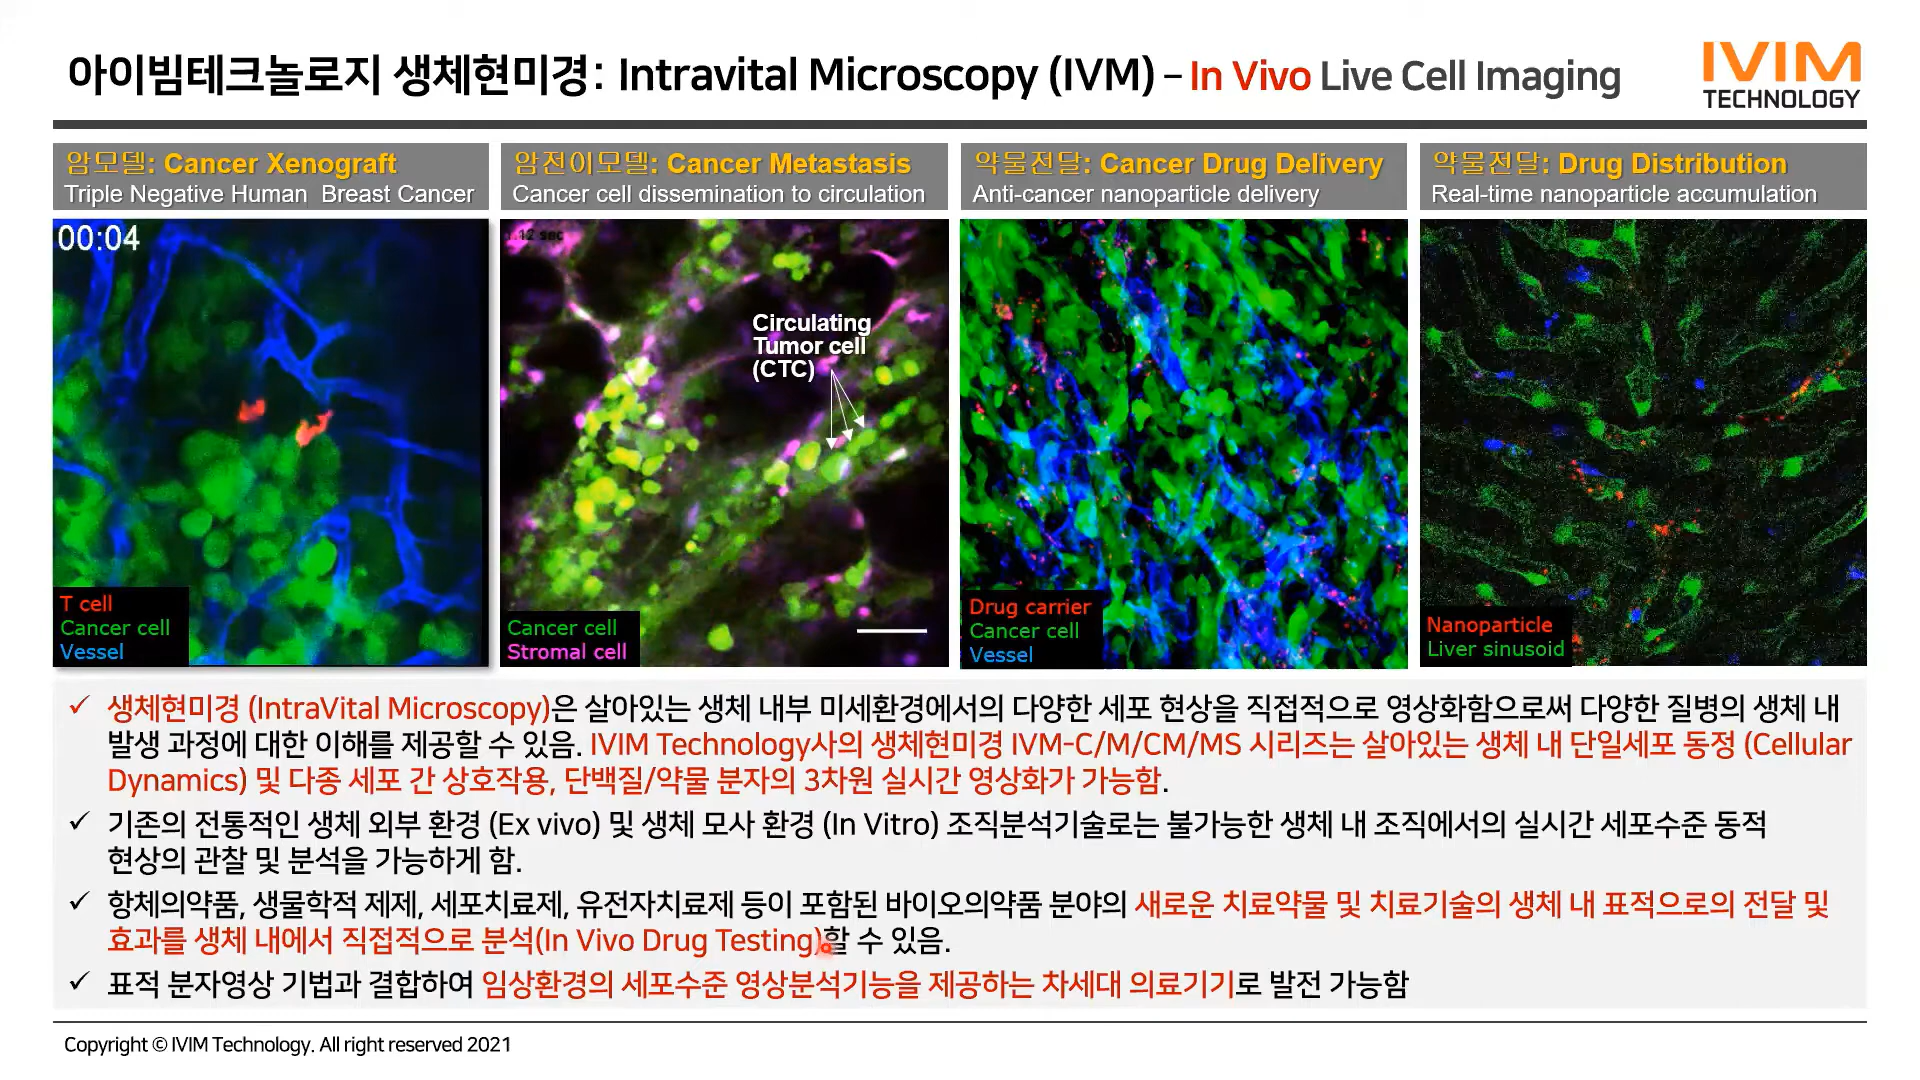 아이빔테크놀로지 생체현미경: Intravital Microscopy (IVM) – In Vivo Live Cell Imaging
IVIM
TECHNOLOGY
암모델: Cancer Xenograft
Triple Negative Human Breast Cancer
암전이모델: Cancer Metastasis
Cancer cell dissemination to circulation
약물전달: Cancer Drug Delivery
Anti-cancer nanoparticle delivery
약물전달: Drug Distribution
Real-time nanoparticle accumulation
00:04
T cell
Cancer cell
Vessel
.12 sec
Circulating
Tumor cell
(CTC)
Cancer cell
Stromal cell
Drug carrier
Cancer cell
Vessel
Nanoparticle
Liver sinusoid
✓ 생체현미경 (IntraVital Microscopy)은 살아있는 생체 내부 미세환경에서의 다양한 세포 현상을 직접적으로 영상화함으로써 다양한 질병의 생체 내
발생 과정에 대한 이해를 제공할 수 있음. IVIM Technology사의 생체현미경 IVM-C/M/CM/MS 시리즈는 살아있는 생체 내 단일세포 동정 (Cellular
Dynamics) 및 다종 세포 간 상호작용, 단백질/약물 분자의 3차원 실시간 영상화가 가능함.
✓ 기존의 전통적인 생체 외부 환경 (Ex vivo) 및 생체 모사 환경 (In Vitro) 조직분석기술로는 불가능한 생체 내 조직에서의 실시간 세포수준 동적
현상의 관찰 및 분석을 가능하게 함.
✓ 항체의약품, 생물학적 제제, 세포치료제, 유전자치료제 등이 포함된 바이오의약품 분야의 새로운 치료약물 및 치료기술의 생체 내 표적으로의 전달 및
효과를 생체 내에서 직접적으로 분석(In Vivo Drug Testing)할 수 있음.
✓ 표적 분자영상 기법과 결합하여 임상환경의 세포수준 영상분석기능을 제공하는 차세대 의료기기로 발전 가능함
Copyright © IVIM Technology. All right reserved 2021